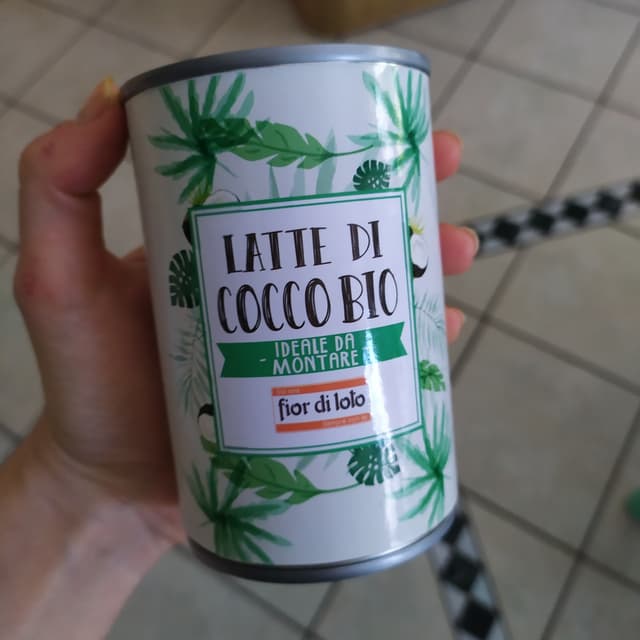 LATTE DI
COCCO BIO
IDEALE DA
- MONTARE -
fior di loto